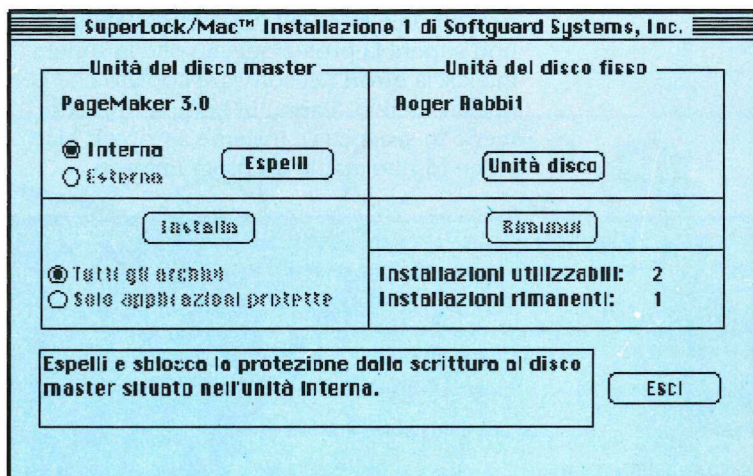 SuperLock/Mac™ Installazione 1 di Softguard Systems, Inc.
Unità del disco master
Unità del disco fisso
PageMaker 3.0
Roger Rabbit
Interna
Esterna
Espelli
Unità disco
Installa
Rimuovi
Tutti gli archivi
Solo applicazioni protette
Installazioni utilizzabili: 2
Installazioni rimanenti: 1
Espelli e sblocca la protezione dalla scrittura al disco
master situato nell'unità interna.
Esci